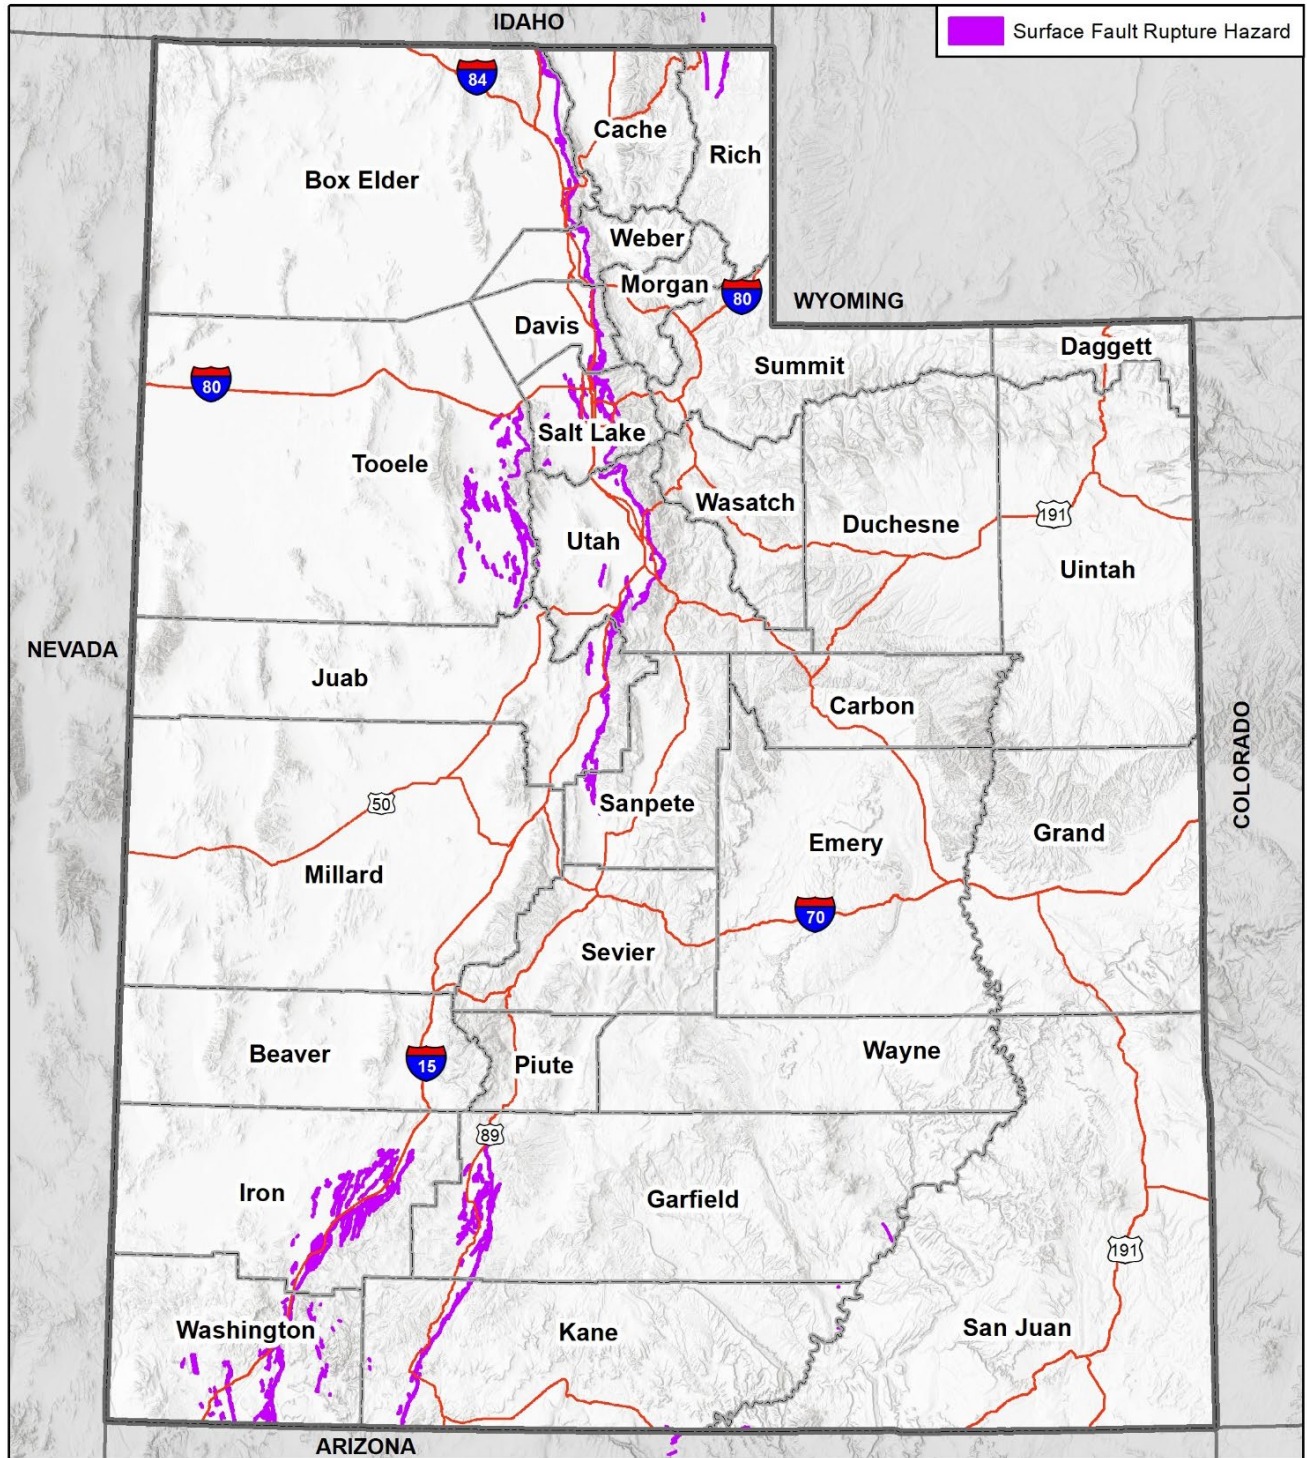 IDAHO
Surface Fault Rupture Hazard
84
Cache
Rich
Box Elder
Weber
Morgan
80
WYOMING
Davis
Daggett
Summit
80
Salt Lake
Tooele
Wasatch
Duchesne
191
Utah
Uintah
NEVADA
Juab
Carbon
COLORADO
50
Sanpete
Grand
Emery
Millard
70
Sevier
Beaver
15
Piute
Wayne
89
Iron
Garfield
191
Washington
Kane
San Juan
ARIZONA